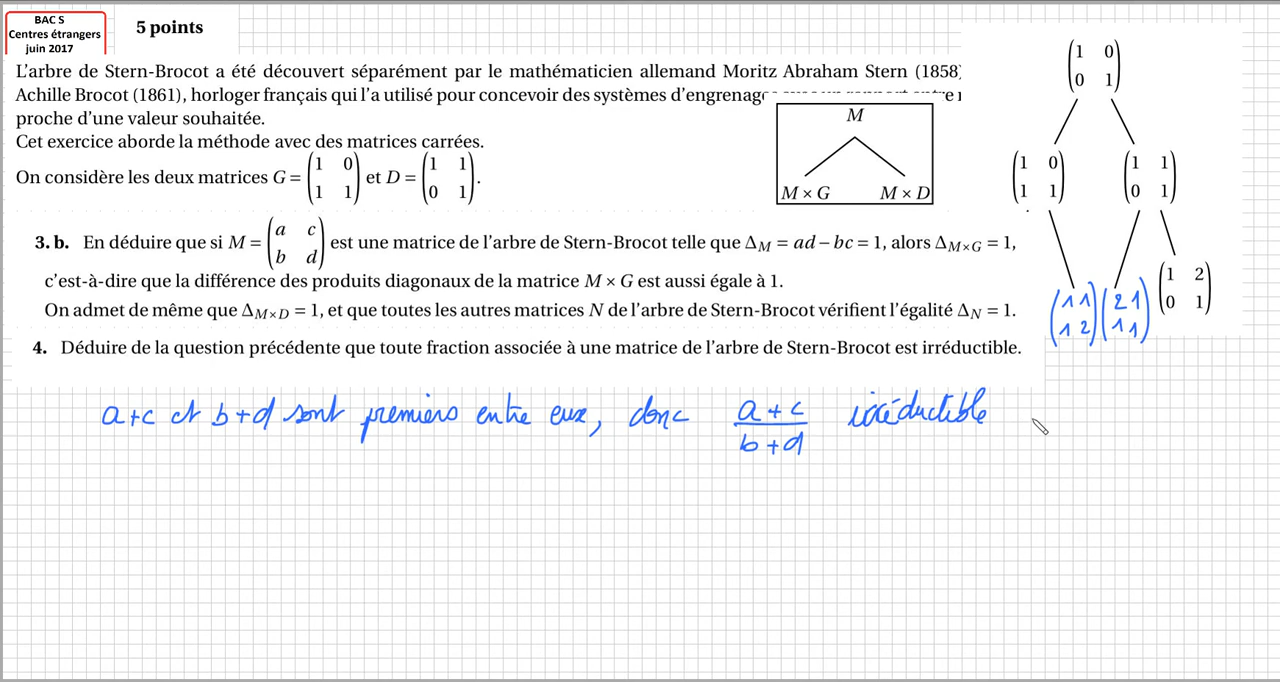 BAC S
Centres étrangers
juin 2017
5 points
L'arbre de Stern-Brocot a été découvert séparément par le mathématicien allemand Moritz Abraham Stern (1858)
Achille Brocot (1861), horloger français qui l'a utilisé pour concevoir des systèmes d'engrenag
proche d'une valeur souhaitée.
Cet exercice aborde la méthode avec des matrices carrées.
On considère les deux matrices G = (1 0
1 1) et D = (1 1
0 1).
M
M × G M × D
(1 0
0 1)
(1 0
1 1)
(1 1
0 1)
(1 1
1 2)
(2 1
1 1)
(1 2
0 1)
3. b. En déduire que si M = (a c
b d) est une matrice de l'arbre de Stern-Brocot telle que Δ_M = ad − bc = 1, alors Δ_M×G = 1,
c'est-à-dire que la différence des produits diagonaux de la matrice M × G est aussi égale à 1.
On admet de même que Δ_M×D = 1, et que toutes les autres matrices N de l'arbre de Stern-Brocot vérifient l'égalité Δ_N = 1.
4. Déduire de la question précédente que toute fraction associée à une matrice de l'arbre de Stern-Brocot est irréductible.
a+c et b+d sont premiers entre eux, donc a+c
b+d irréductible